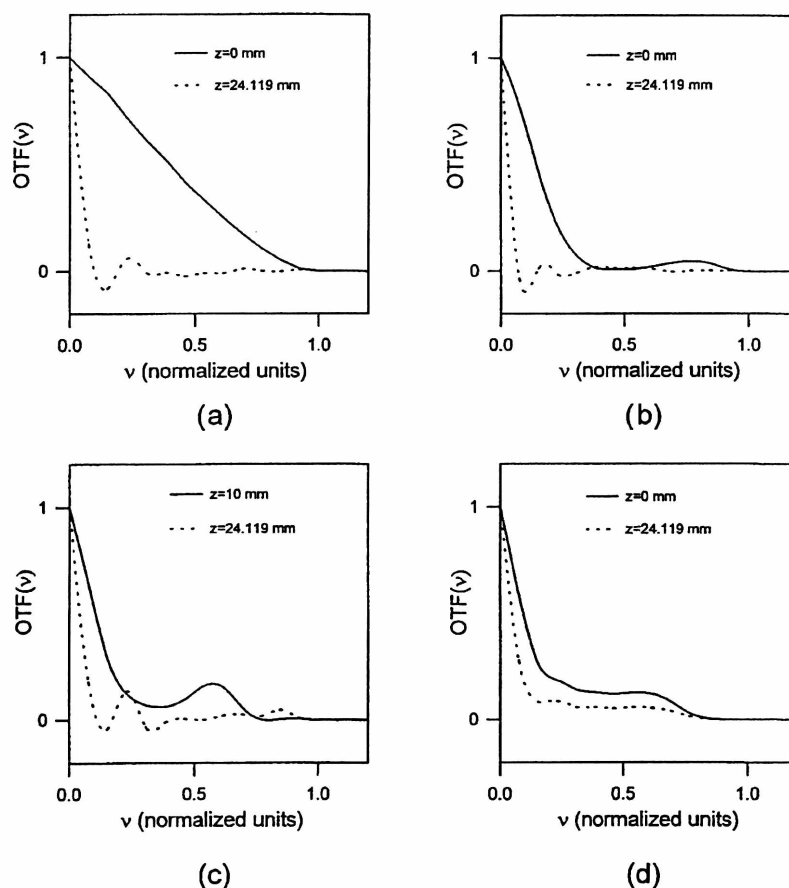 z=0 mm
z=24.119 mm
1
0
OTF(ν)
0.0 0.5 1.0
ν (normalized units)
(a)
z=0 mm
z=24.119 mm
1
0
OTF(ν)
0.0 0.5 1.0
ν (normalized units)
(b)
z=10 mm
z=24.119 mm
1
0
OTF(ν)
0.0 0.5 1.0
ν (normalized units)
(c)
z=0 mm
z=24.119 mm
1
0
OTF(ν)
0.0 0.5 1.0
ν (normalized units)
(d)